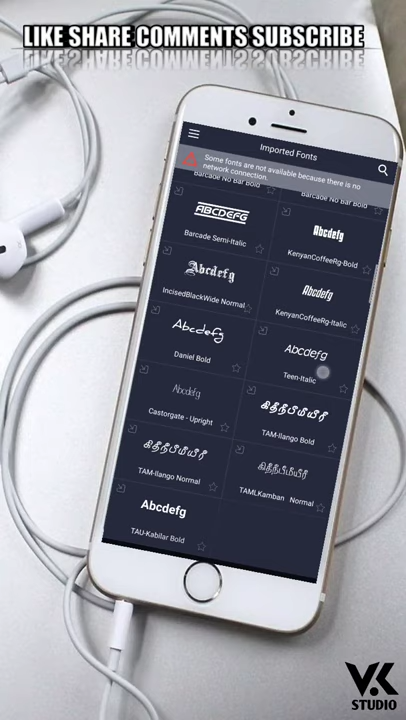 LIKE SHARE COMMENTS SUBSCRIBE
Imported Fonts
Some fonts are not available because there is no
network connection.
Barcade No Bar Bold
Barcade No Bar Bold
ABCDEFG
Barcade Semi-Italic
Abcdefg
KenyanCoffeeRg-Bold
Abcdefg
IncisedBlackWide Normal
Abcdefg
KenyanCoffeeRg-Italic
Abcdefg
Daniel Bold
Abcdefg
Teen-Italic
Abcdefg
Castorgate - Upright
TAM-Ilango Bold
TAM-Ilango Normal
TAMLKamban Normal
Abcdefg
TAU-Kabilar Bold
VK
STUDIO